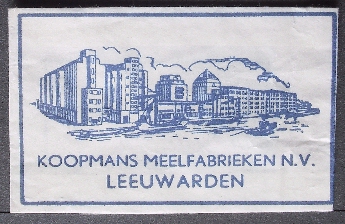 KOOPMANS MEELFABRIEKEN N.V.
LEEUWARDEN